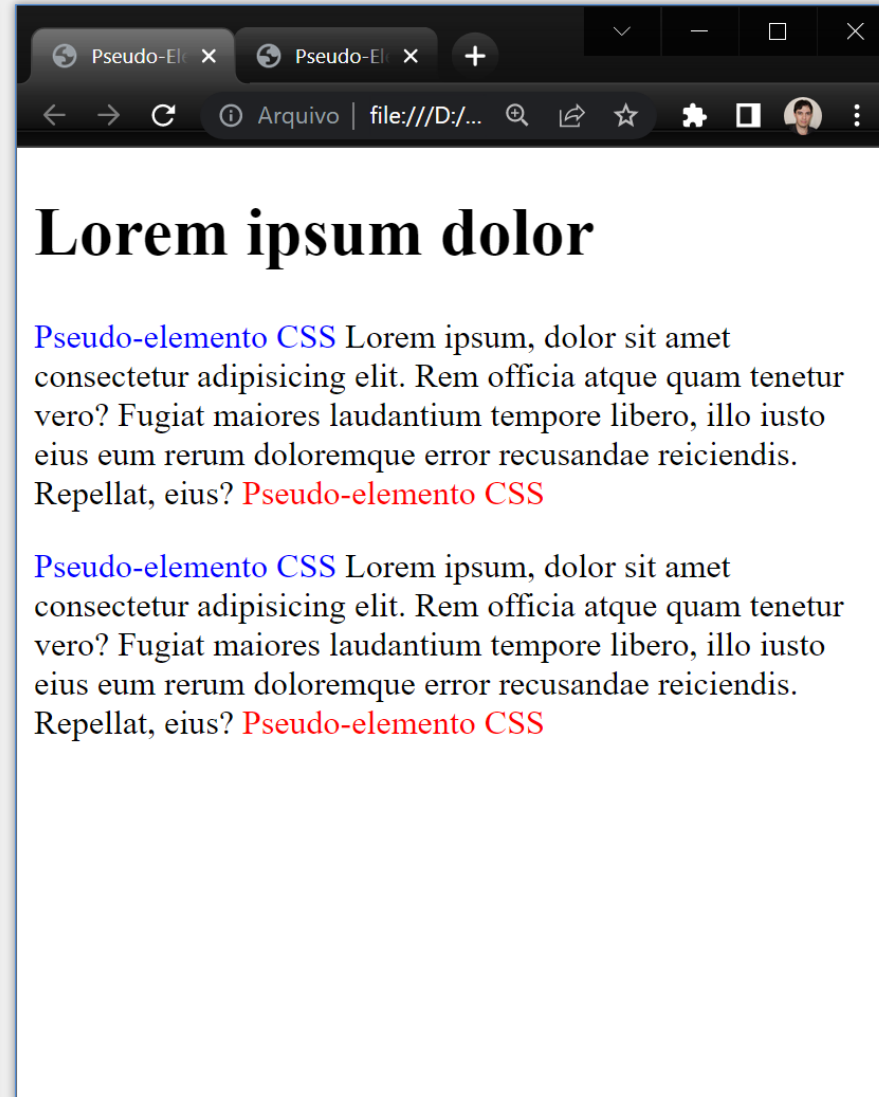 Pseudo-Ele Pseudo-El
Arquivo file:///D:/...
Lorem ipsum dolor
Pseudo-elemento CSS Lorem ipsum, dolor sit amet
consectetur adipisicing elit. Rem officia atque quam tenetur
vero? Fugiat maiores laudantium tempore libero, illo iusto
eius eum rerum doloremque error recusandae reiciendis.
Repellat, eius? Pseudo-elemento CSS
Pseudo-elemento CSS Lorem ipsum, dolor sit amet
consectetur adipisicing elit. Rem officia atque quam tenetur
vero? Fugiat maiores laudantium tempore libero, illo iusto
eius eum rerum doloremque error recusandae reiciendis.
Repellat, eius? Pseudo-elemento CSS